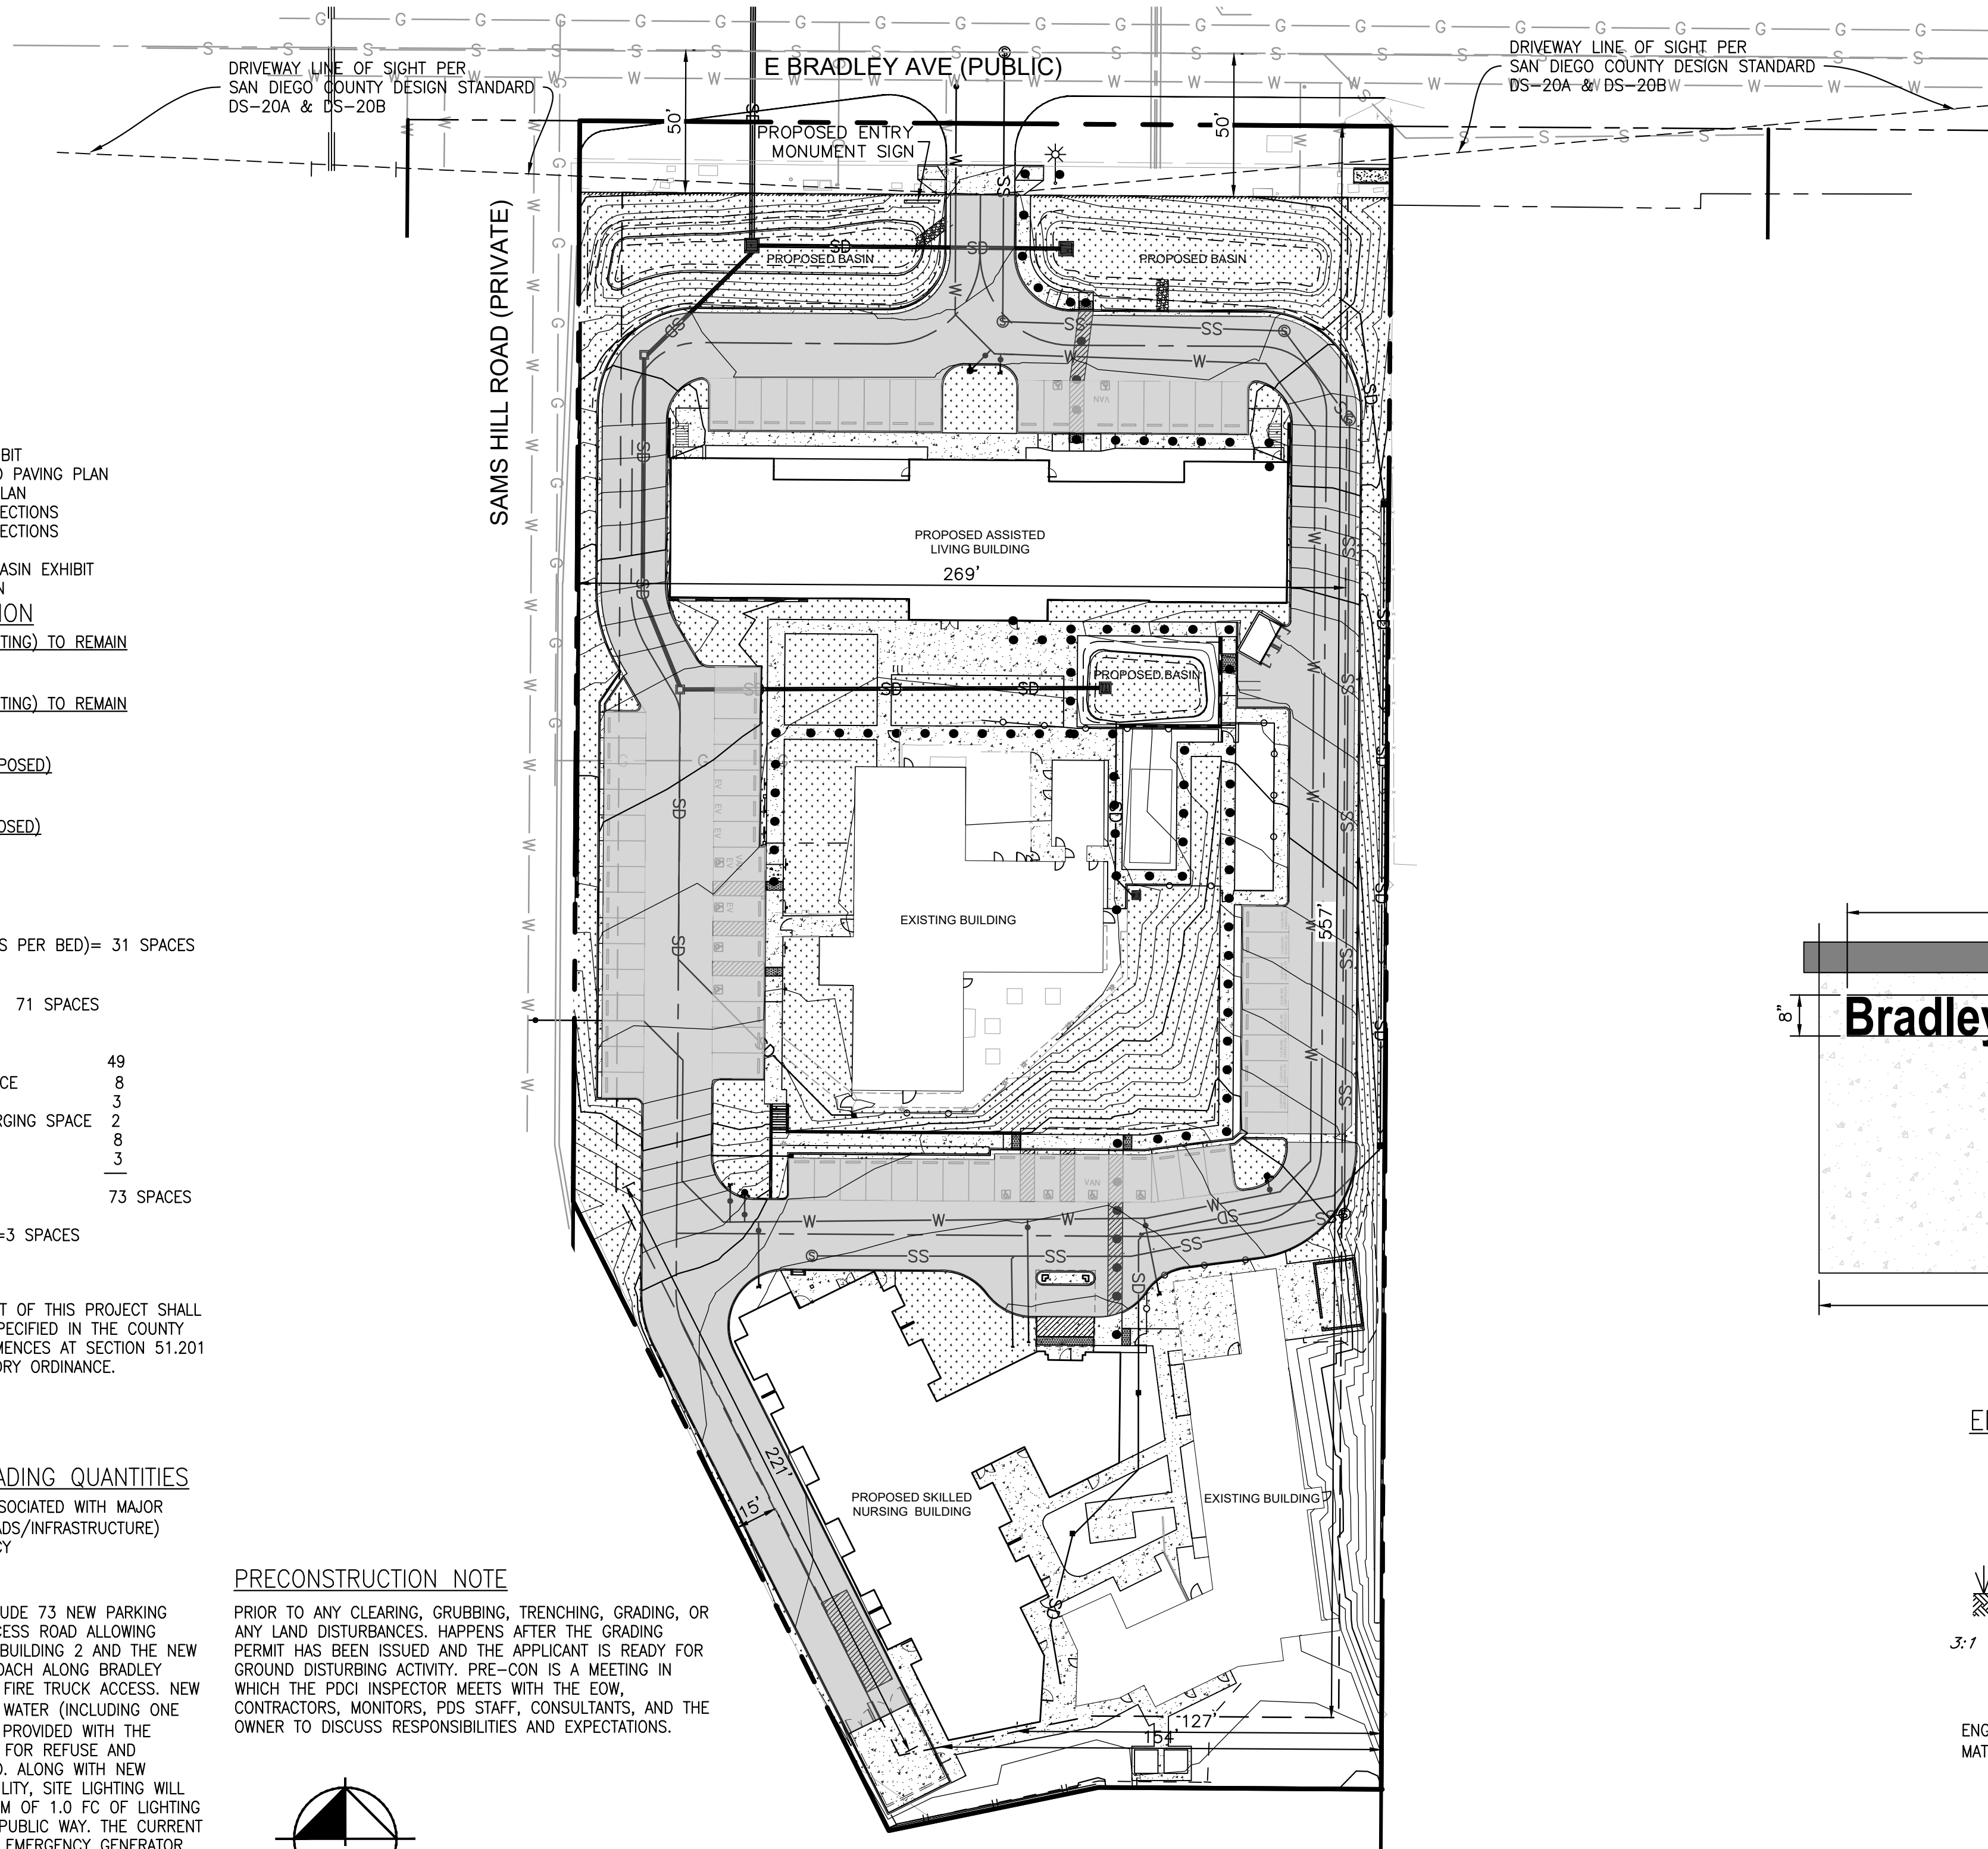 DRIVEWAY LINE OF SIGHT PER
SAN DIEGO COUNTY DESIGN STANDARD
DS-20A & DS-20B
E BRADLEY AVE (PUBLIC)
DRIVEWAY LINE OF SIGHT PER
SAN DIEGO COUNTY DESIGN STANDARD
DS-20A & DS-20B
50'
50'
PROPOSED ENTRY
MONUMENT SIGN
SAMS HILL ROAD (PRIVATE)
PROPOSED BASIN
PROPOSED BASIN
VAN
PROPOSED ASSISTED
LIVING BUILDING
269'
PROPOSED BASIN
EV
EV
EV
EV
VAN
EV
EXISTING BUILDING
557'
VAN
221'
15'
PROPOSED SKILLED
NURSING BUILDING
EXISTING BUILDING
127'
154'
BIT
PAVING PLAN
LAN
ECTIONS
ECTIONS
ASIN EXHIBIT
N
ION
TING) TO REMAIN
TING) TO REMAIN
POSED)
OSED)
S PER BED)= 31 SPACES
71 SPACES
49
CE 8
3
RGING SPACE 2
8
3
73 SPACES
=3 SPACES
T OF THIS PROJECT SHALL
PECIFIED IN THE COUNTY
MENCES AT SECTION 51.201
ORY ORDINANCE.
ADING QUANTITIES
SOCIATED WITH MAJOR
ADS/INFRASTRUCTURE)
CY
UDE 73 NEW PARKING
CESS ROAD ALLOWING
BUILDING 2 AND THE NEW
OACH ALONG BRADLEY
FIRE TRUCK ACCESS. NEW
WATER (INCLUDING ONE
PROVIDED WITH THE
FOR REFUSE AND
D. ALONG WITH NEW
ILITY, SITE LIGHTING WILL
M OF 1.0 FC OF LIGHTING
PUBLIC WAY. THE CURRENT
EMERGENCY GENERATOR
PRECONSTRUCTION NOTE
PRIOR TO ANY CLEARING, GRUBBING, TRENCHING, GRADING, OR
ANY LAND DISTURBANCES. HAPPENS AFTER THE GRADING
PERMIT HAS BEEN ISSUED AND THE APPLICANT IS READY FOR
GROUND DISTURBING ACTIVITY. PRE-CON IS A MEETING IN
WHICH THE PDCI INSPECTOR MEETS WITH THE EOW,
CONTRACTORS, MONITORS, PDS STAFF, CONSULTANTS, AND THE
OWNER TO DISCUSS RESPONSIBILITIES AND EXPECTATIONS.
8"
Bradley
3:1
ENG
MAT